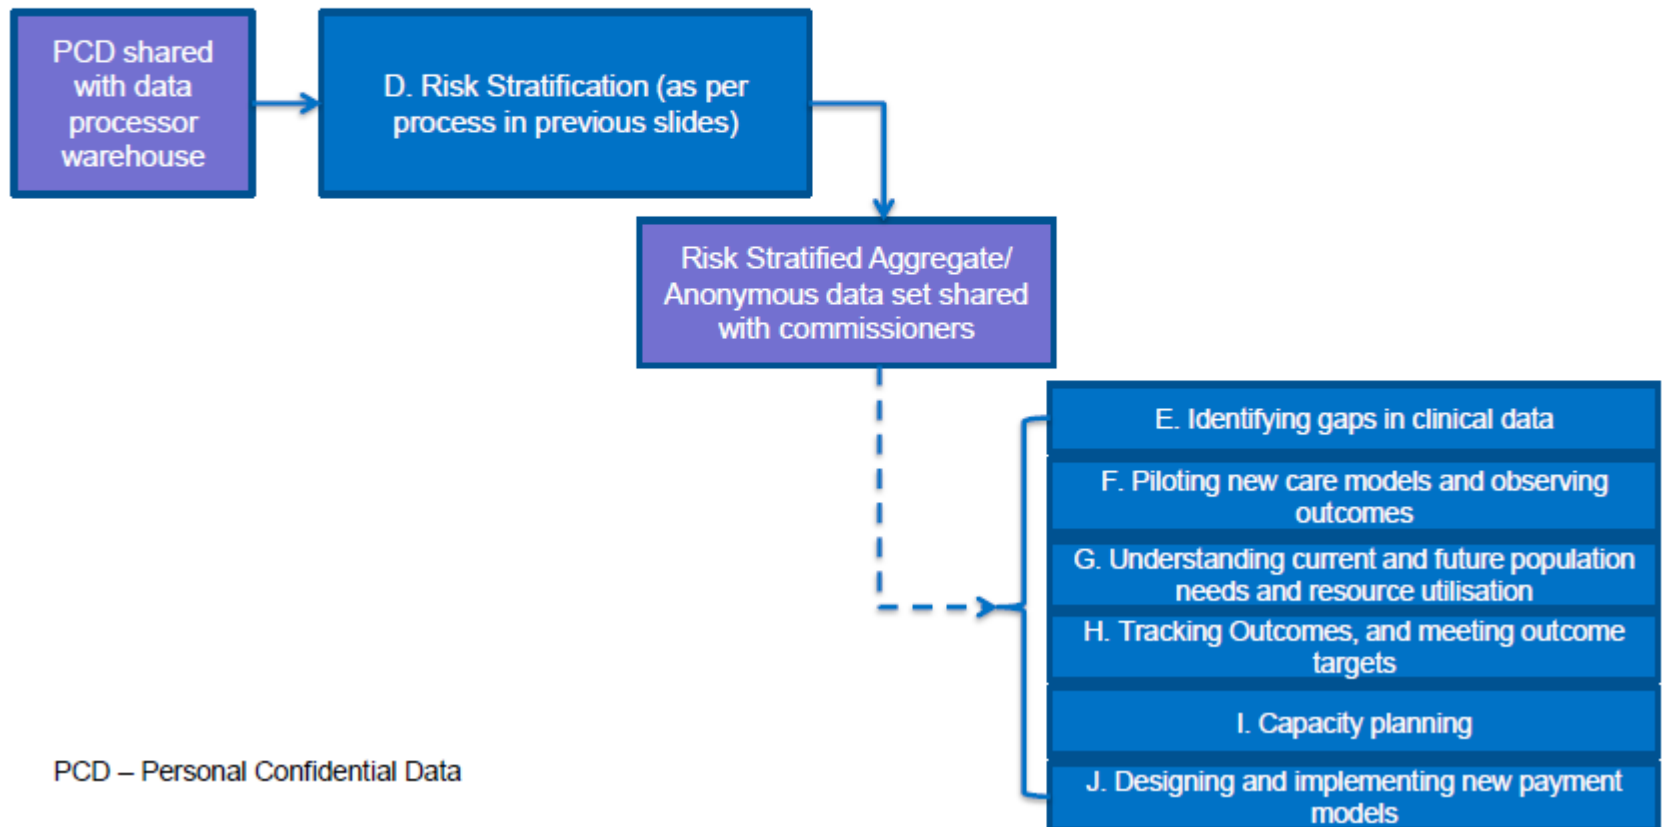 PCD shared
with data
processor
warehouse
D. Risk Stratification (as per
process in previous slides)
Risk Stratified Aggregate/
Anonymous data set shared
with commissioners
E. Identifying gaps in clinical data
F. Piloting new care models and observing
outcomes
G. Understanding current and future population
needs and resource utilisation
H. Tracking Outcomes, and meeting outcome
targets
I. Capacity planning
J. Designing and implementing new payment
models
PCD – Personal Confidential Data